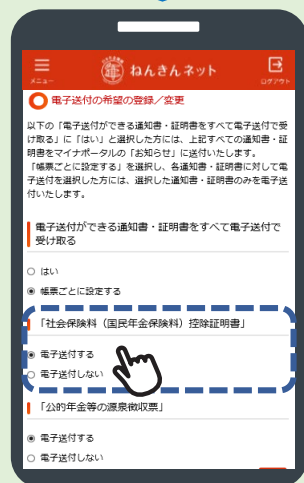 ねんきんネット
メニュー
ログアウト
電子送付の希望の登録／変更
以下の「電子送付ができる通知書・証明書をすべて電子送付で受
け取る」に「はい」と選択した方には、上記すべての通知書・証
明書をマイナポータルの「お知らせ」に送付いたします。
「帳票ごとに設定する」を選択し、各通知書・証明書に対して電
子送付を選択した方には、選択した通知書・証明書のみを電子送
付いたします。
電子送付ができる通知書・証明書をすべて電子送付で
受け取る
はい
帳票ごとに設定する
「社会保険料（国民年金保険料）控除証明書」
電子送付する
電子送付しない
「公的年金等の源泉徴収票」
電子送付する
電子送付しない